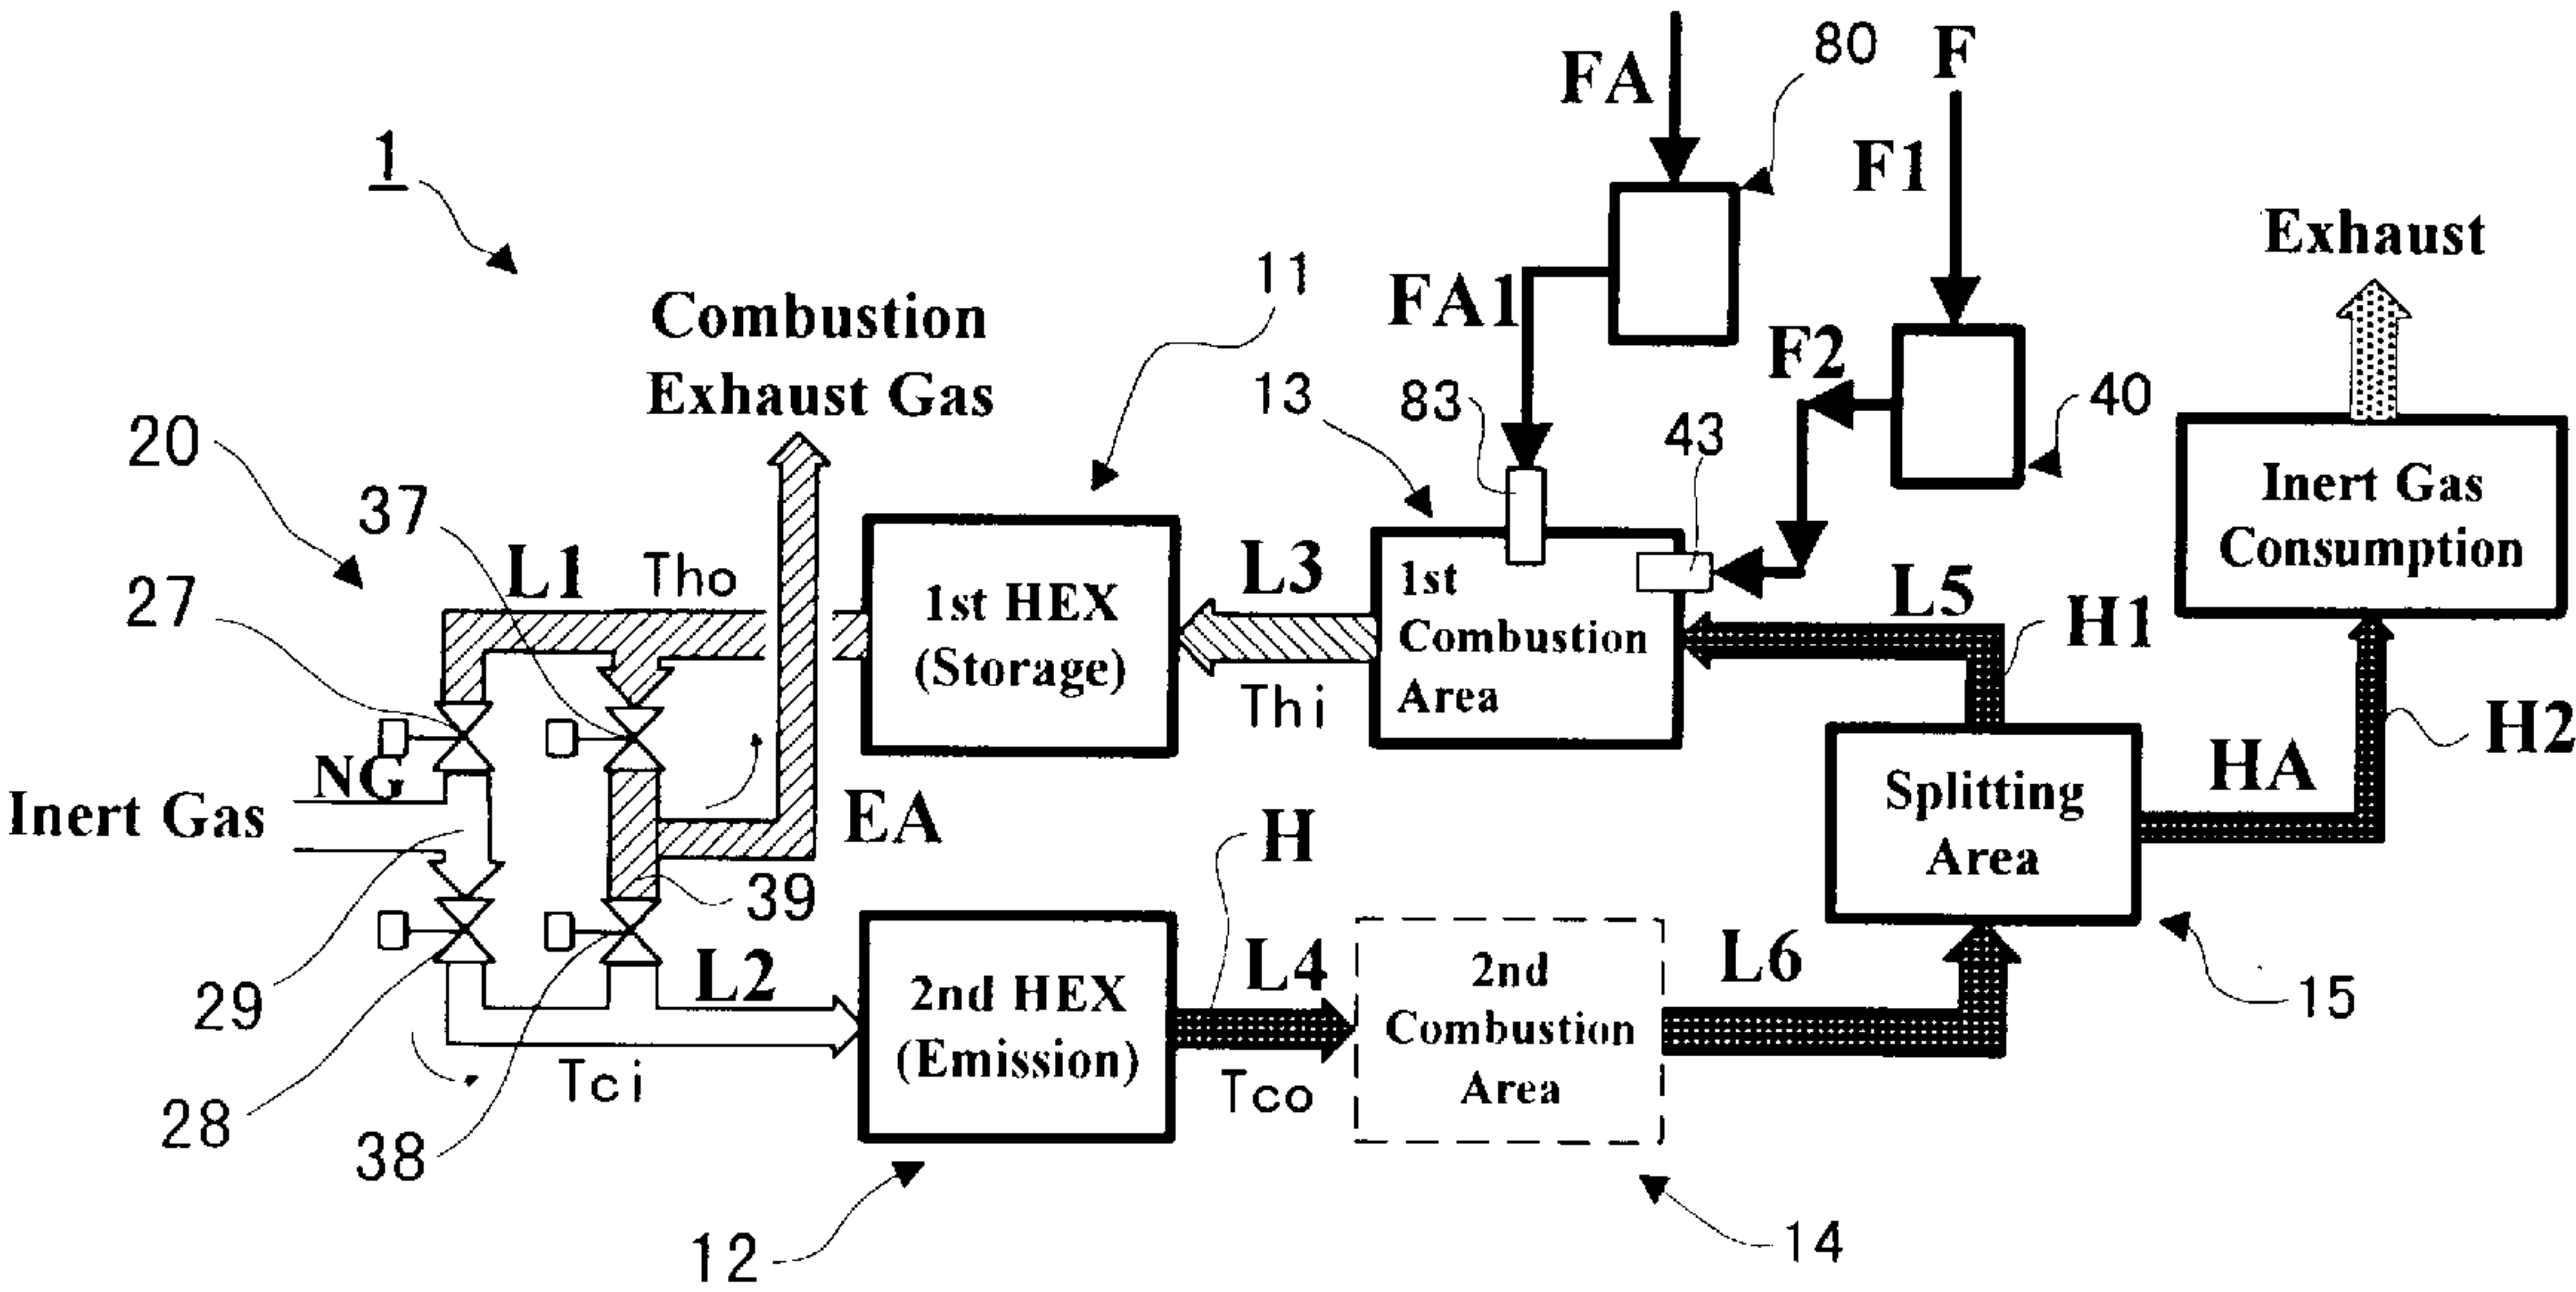 80
F
FA
F1
1
Exhaust
11
Combustion
Exhaust Gas
FA1
F2
13
83
40
20
43
37
Inert Gas
Consumption
27
L1
Tho
1st HEX
(Storage)
L3
Thi
1st
Combustion
Area
L5
H1
NG
Inert Gas
EA
H
Splitting
Area
HA
H2
39
29
L2
2nd HEX
(Emission)
L4
2nd
Combustion
Area
L6
15
Tci
Tco
28
38
12
14